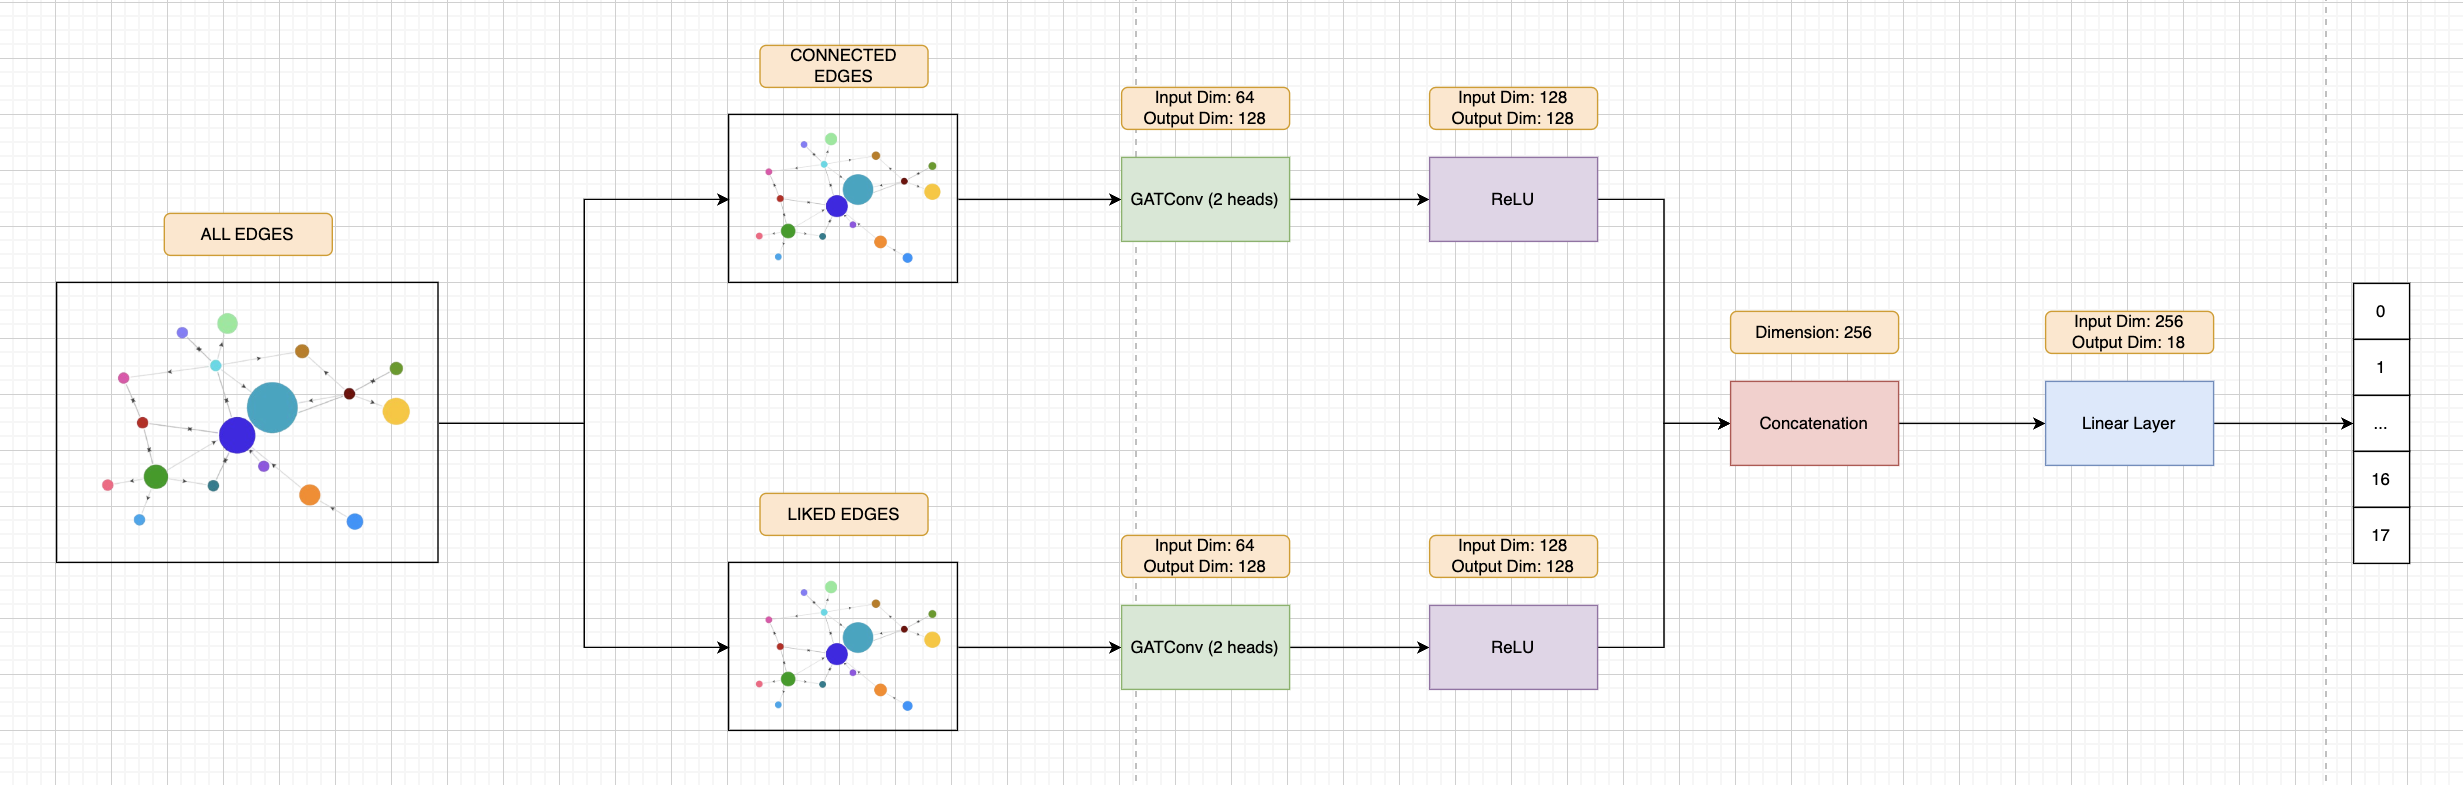 CONNECTED
EDGES
Input Dim: 64
Output Dim: 128
Input Dim: 128
Output Dim: 128
GATConv (2 heads)
ReLU
ALL EDGES
Dimension: 256
Input Dim: 256
Output Dim: 18
Concatenation
Linear Layer
0
1
...
16
17
LIKED EDGES
Input Dim: 64
Output Dim: 128
Input Dim: 128
Output Dim: 128
GATConv (2 heads)
ReLU